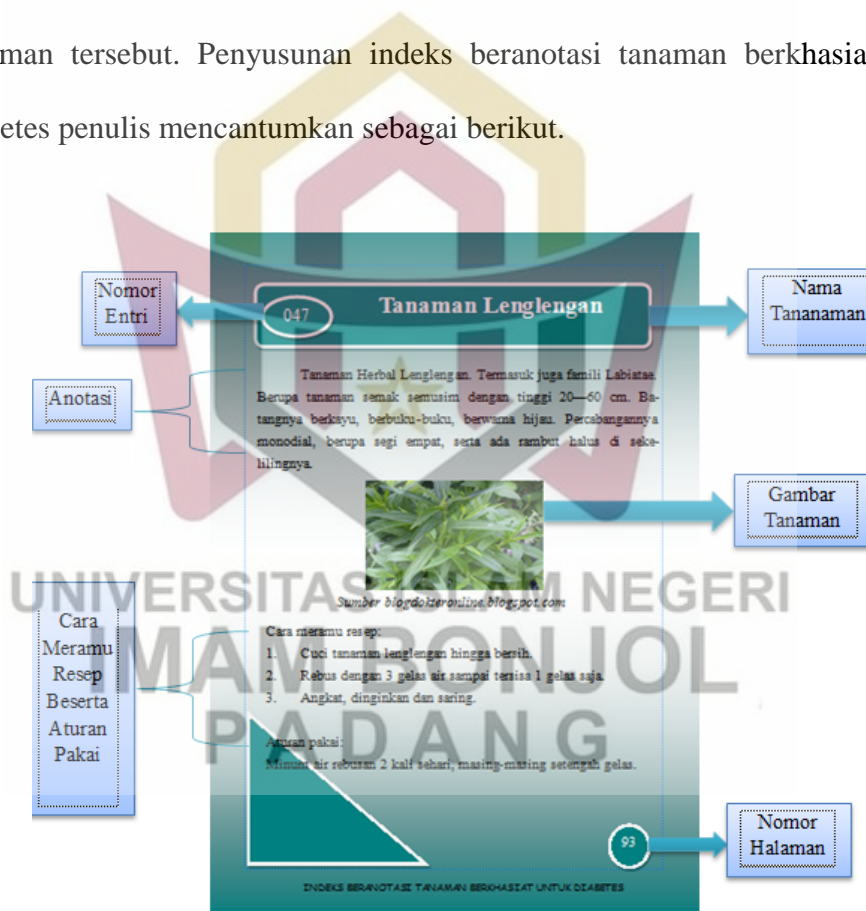 man tersebut. Penyusunan indeks beranotasi tanaman berkhasia
etes penulis mencantumkan sebagai berikut.
Nomor
Entri
047
Tanaman Lenglengan
Nama
Tananaman
Anotasi
Tanaman Herbal Lenglengan. Termasuk juga famili Labiatae.
Berupa tanaman semak semusim dengan tinggi 20—60 cm. Ba-
tangnya berkayu, berbuku-buku, berwarna hijau. Percabangannya
monodial, berupa segi empat, serta ada rambut halus di seke-
lilingnya.
Gambar
Tanaman
Sumber blogdokteronline.blogspot.com
UNIVERSITAS ISLAM NEGERI
IMAM BONJOL
PADANG
Cara
Meramu
Resep
Beserta
Aturan
Pakai
Cara meramu resep:
1. Cuci tanaman lenglengan hingga bersih.
2. Rebus dengan 3 gelas air sampai tersisa 1 gelas saja.
3. Angkat, dinginkan dan saring.
Aturan pakai:
Minum air rebusan 2 kali sehari, masing-masing setengah gelas.
93
Nomor
Halaman
INDEKS BERANOTASI TANAMAN BERKHASIAT UNTUK DIABETES